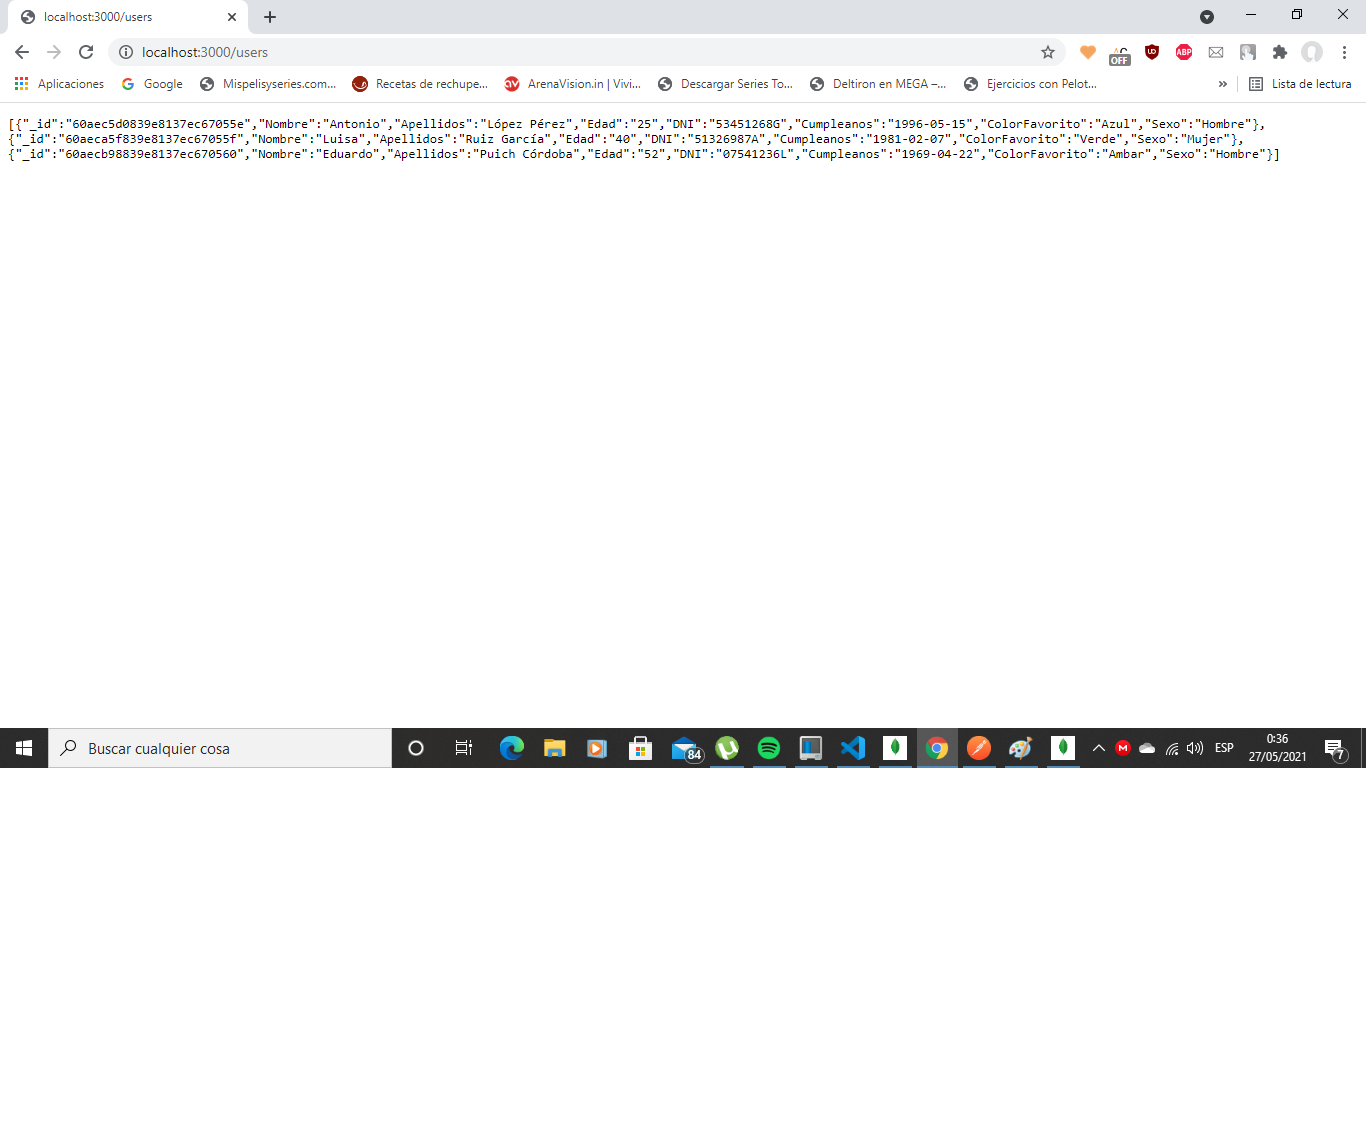 localhost:3000/users
localhost:3000/users
OFF
ABP
Aplicaciones
Google
Mispelisyseries.com...
Recetas de rechupe...
ArenaVision.in | Vivi...
Descargar Series To...
Deltiron en MEGA –...
Ejercicios con Pelot...
»
Lista de lectura
[{"_id":"60aec5d0839e8137ec67055e","Nombre":"Antonio","Apellidos":"López Pérez","Edad":"25","DNI":"53451268G","Cumpleanos":"1996-05-15","ColorFavorito":"Azul","Sexo":"Hombre"},
{"_id":"60aeca5f839e8137ec67055f","Nombre":"Luisa","Apellidos":"Ruiz García","Edad":"40","DNI":"51326987A","Cumpleanos":"1981-02-07","ColorFavorito":"Verde","Sexo":"Mujer"},
{"_id":"60aecb98839e8137ec670560","Nombre":"Eduardo","Apellidos":"Puich Córdoba","Edad":"52","DNI":"07541236L","Cumpleanos":"1969-04-22","ColorFavorito":"Ambar","Sexo":"Hombre"}]
Buscar cualquier cosa
84
ESP
0:36
27/05/2021
7